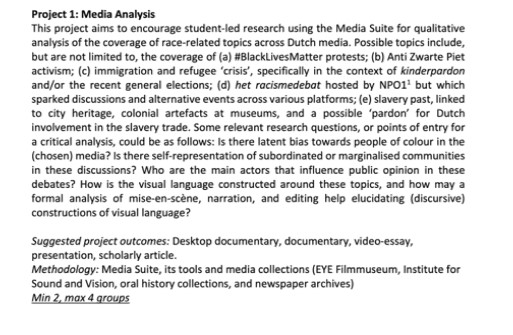 Project 1: Media Analysis
This project aims to encourage student-led research using the Media Suite for qualitative
analysis of the coverage of race-related topics across Dutch media. Possible topics include,
but are not limited to, the coverage of (a) #BlackLivesMatter protests; (b) Anti Zwarte Piet
activism; (c) immigration and refugee 'crisis', specifically in the context of kinderpardon
and/or the recent general elections; (d) het racismedebat hosted by NPO1¹ but which
sparked discussions and alternative events across various platforms; (e) slavery past, linked
to city heritage, colonial artefacts at museums, and a possible 'pardon' for Dutch
involvement in the slavery trade. Some relevant research questions, or points of entry for
a critical analysis, could be as follows: Is there latent bias towards people of colour in the
(chosen) media? Is there self-representation of subordinated or marginalised communities
in these discussions? Who are the main actors that influence public opinion in these
debates? How is the visual language constructed around these topics, and how may a
formal analysis of mise-en-scène, narration, and editing help elucidating (discursive)
constructions of visual language?
Suggested project outcomes: Desktop documentary, documentary, video-essay,
presentation, scholarly article.
Methodology: Media Suite, its tools and media collections (EYE Filmmuseum, Institute for
Sound and Vision, oral history collections, and newspaper archives)
Min 2, max 4 groups